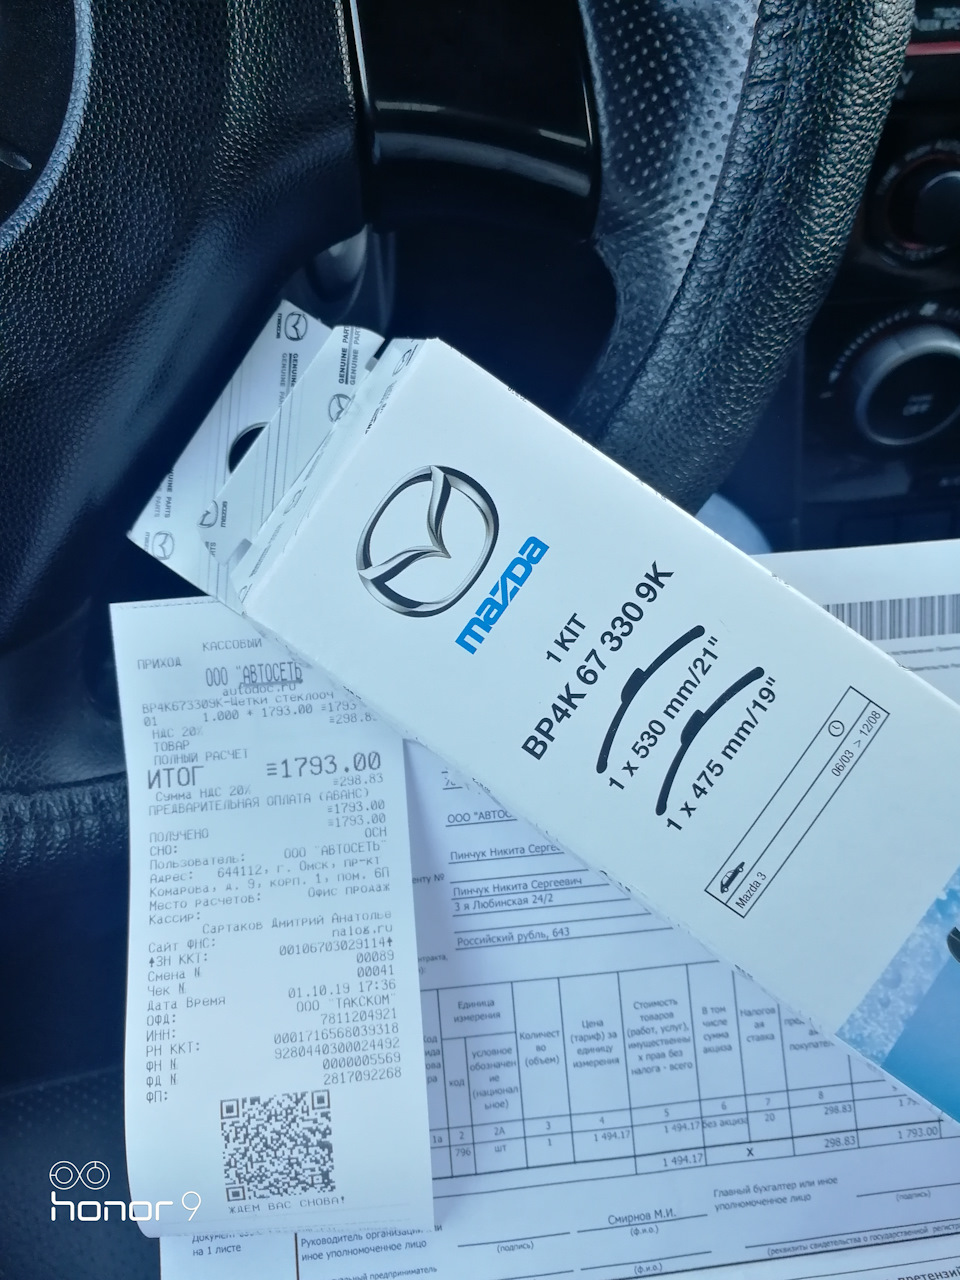 OFF
GENUINE PARTS
mazda
1 KIT
BP4K 67 330 9K
1 x 530 mm/21"
1 x 475 mm/19"
06/03 > 12/08
Mazda 3
КАССОВЫЙ
ПРИХОД
ООО "АВТОСЕТЬ
autodoc.ru
BP4K673309K-Щетки стеклооч
01 1.000 * 1793.00 ≡1793
НДС 20% ≡298.83
ТОВАР
ПОЛНЫЙ РАСЧЕТ
ИТОГ ≡1793.00
Сумма НДС 20% ≡298.83
ПРЕДВАРИТЕЛЬНАЯ ОПЛАТА (АВАНС)
≡1793.00
ПОЛУЧЕНО ≡1793.00
СНО: ОСН
Пользователь: ООО "АВТОСЕТЬ"
Адрес: 644112, г. Омск, пр-кт
Комарова, д. 9, корп. 1, пом. 6П
Место расчетов: Офис продаж
Кассир:
Сартаков Дмитрий Анатолье
Сайт ФНС: nalog.ru
ЗН ККТ: 00106703029114
Смена N 00089
Чек N 00041
Дата Время 01.10.19 17:36
ОФД: ООО "ТАКСКОМ"
ИНН: 7811204921
РН ККТ: 0001716568039318
ФН N 9280440300024492
ФД N 0000005569
ФП: 2817092268
ЖДЕМ ВАС СНОВА!
ООО "АВТОС
Пинчук Никита Серге
Пинчук Никита Сергеевич
3 я Любинская 24/2
Российский рубль, 643
Единица измерения
код
условное обозначение (национальное)
Количество (объем)
Цена (тариф) за единицу измерения
Стоимость товаров (работ, услуг), имущественных прав без налога - всего
В том числе сумма акциза
Налоговая ставка
1а 2 2А 3 4 5 6 7 8
796 шт 1 1 494.17 1 494.17 без акциза 20 298.83
1 494.17 X 298.83 1 793.00
на 1 листе
Руководитель организации или иное уполномоченное лицо
(подпись)
Смирнов М.И.
(ф.и.о.)
Главный бухгалтер или иное уполномоченное лицо
(подпись)
(ф.и.о.)
honor 9